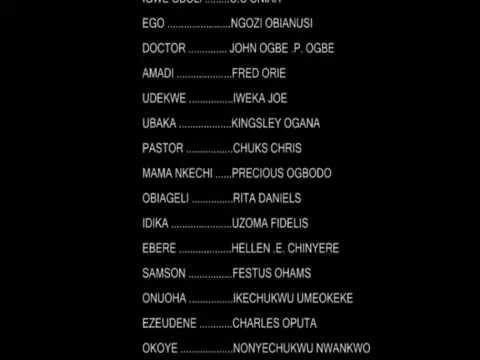 EGO ......................NGOZI OBIANUSI
DOCTOR ............. JOHN OGBE .P. OGBE
AMADI .....................FRED ORIE
UDEKWE .................IWEKA JOE
UBAKA ....................KINGSLEY OGANA
PASTOR .................CHUKS CHRIS
MAMA NKECHI ......PRECIOUS OGBODO
OBIAGELI ...............RITA DANIELS
IDIKA .......................UZOMA FIDELIS
EBERE ....................HELLEN .E. CHINYERE
SAMSON .................FESTUS OHAMS
ONUOHA .................IKECHUKWU UMEOKEKE
EZEUDENE ............CHARLES OPUTA
OKOYE ....................NONYECHUKWU NWANKWO